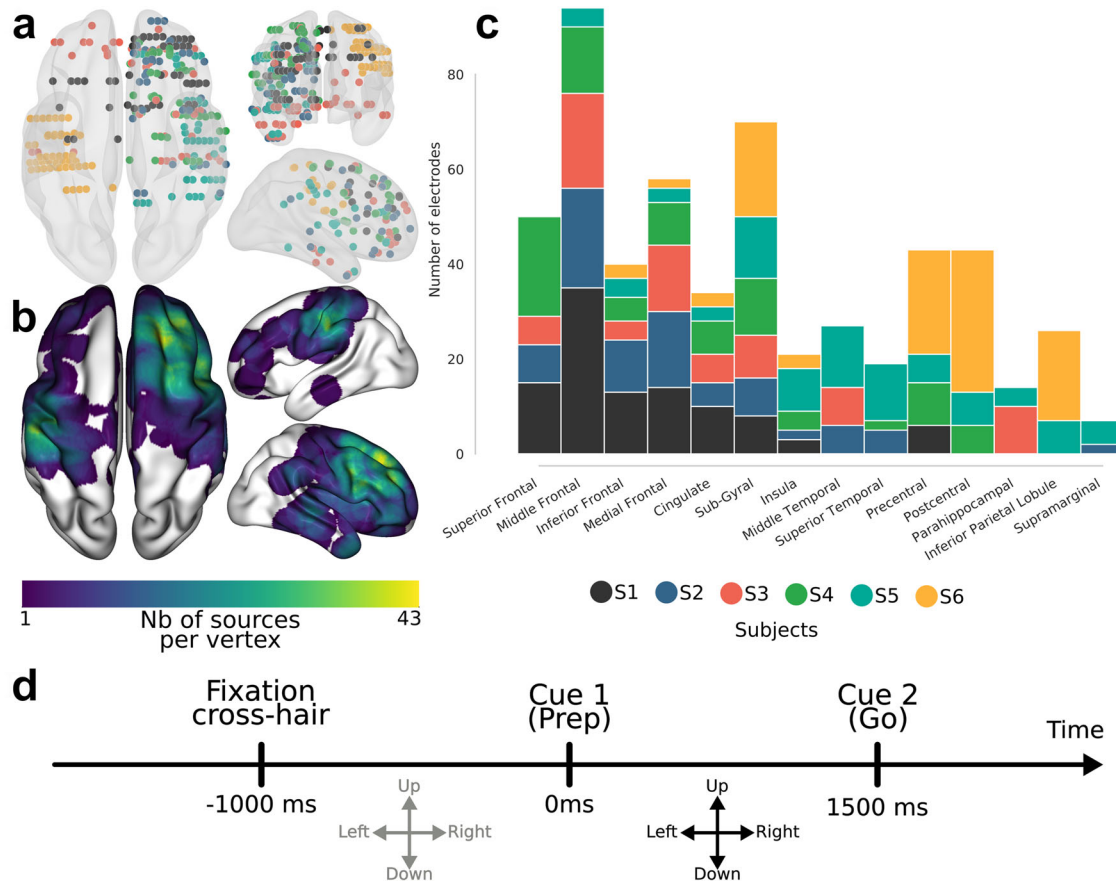 a
c
80
60
40
20
0
Number of electrodes
Superior Frontal
Middle Frontal
Inferior Frontal
Medial Frontal
Cingulate
Sub-Gyral
Insula
Middle Temporal
Superior Temporal
Precentral
Postcentral
Parahippocampal
Inferior Parietal Lobule
Supramarginal
S1 S2 S3 S4 S5 S6
Subjects
b
1 43
Nb of sources
per vertex
d
Fixation
cross-hair
Cue 1
(Prep)
Cue 2
(Go)
Time
-1000 ms
0ms
1500 ms
Up
Left Right
Down
Up
Left Right
Down